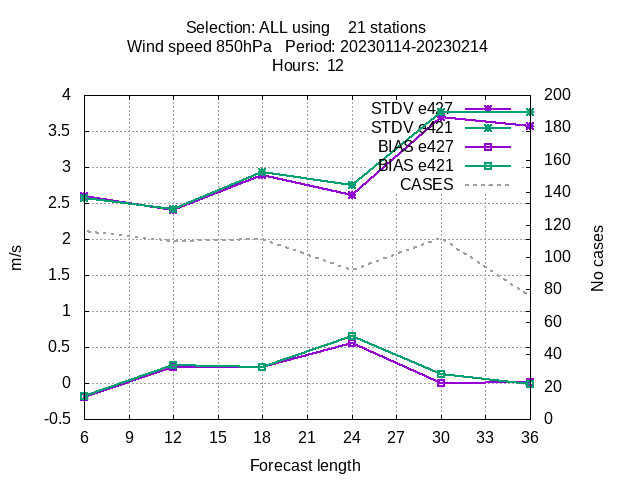 Selection: ALL using    21 stations
Wind speed 850hPa   Period: 20230114-20230214
Hours:  12
4
3.5
3
2.5
2
1.5
1
0.5
0
-0.5
m/s
STDV e427
STDV e421
BIAS e427
BIAS e421
CASES
200
180
160
140
120
100
80
60
40
20
0
No cases
6 9 12 15 18 21 24 27 30 33 36
Forecast length